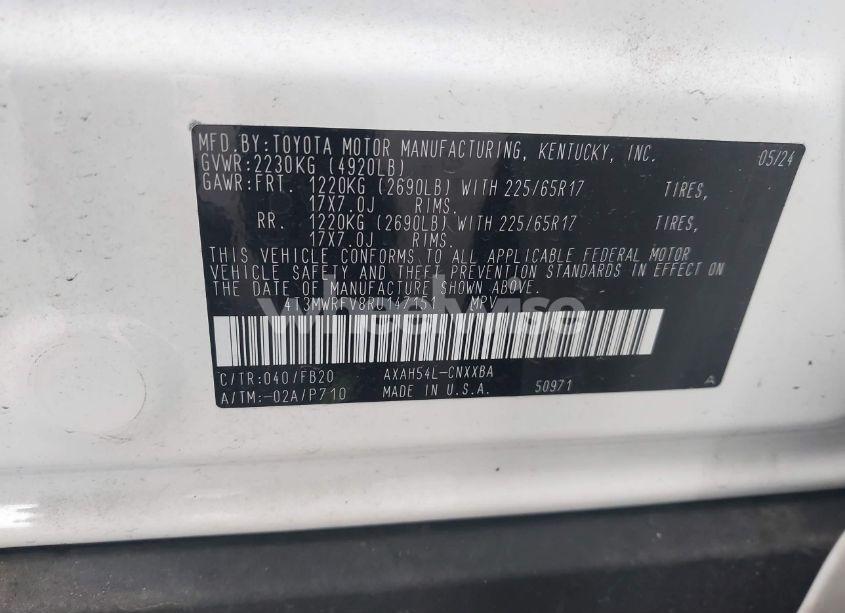 MFD.BY:TOYOTA MOTOR MANUFACTURING, KENTUCKY, INC. 05/24
GVWR:2230KG (4920LB)
GAWR:FRT. 1220KG (2690LB) WITH 225/65R17 TIRES,
17X7.0J RIMS.
RR. 1220KG (2690LB) WITH 225/65R17 TIRES,
17X7.0J RIMS.
THIS VEHICLE CONFORMS TO ALL APPLICABLE FEDERAL MOTOR
VEHICLE SAFETY AND THEFT PREVENTION STANDARDS IN EFFECT ON
THE DATE OF MANUFACTURE SHOWN ABOVE.
4T3MWRFV8RU147151 MPV
wheelwise
C/TR:040/FB20 AXAH54L-CNXXBA
A/TM:-02A/P710 MADE IN U.S.A. 50971 A